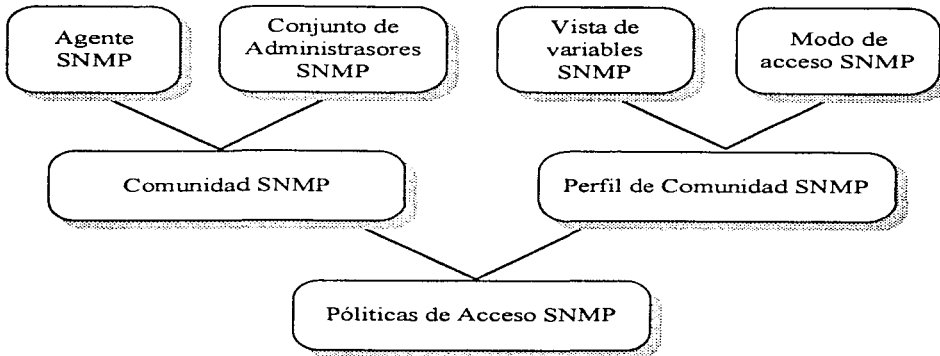 Agente
SNMP
Conjunto de
Administrasores
SNMP
Vista de
variables
SNMP
Modo de
acceso SNMP
Comunidad SNMP
Perfil de Comunidad SNMP
Póliticas de Acceso SNMP